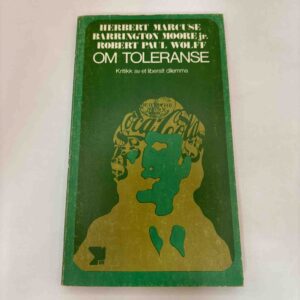 HERBERT MARCUSE
BARRINGTON MOORE jr.
ROBERT PAUL WOLFF
OM TOLERANSE
Kritikk av et liberalt dilemma